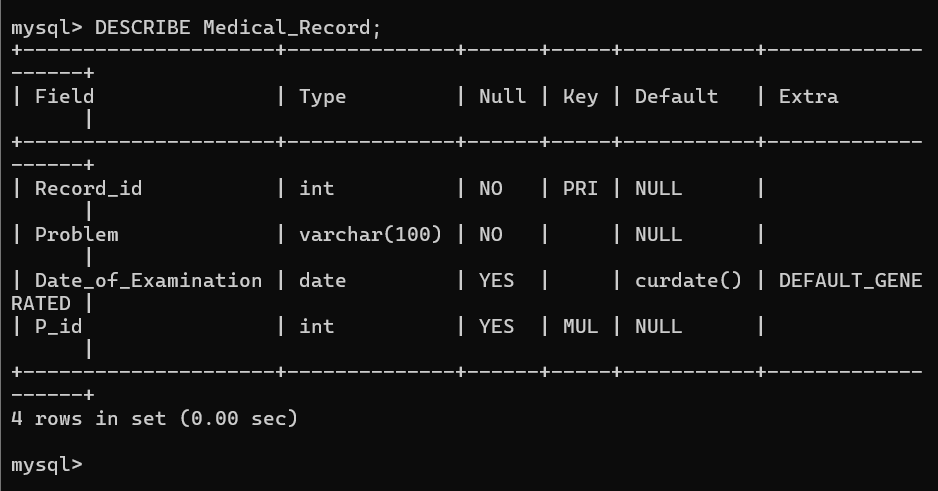 mysql> DESCRIBE Medical_Record;
+---------------------+--------------+------+-----+-----------+-------------
------+
| Field               | Type         | Null | Key | Default   | Extra
      |
+---------------------+--------------+------+-----+-----------+-------------
------+
| Record_id           | int          | NO   | PRI | NULL      |
      |
| Problem             | varchar(100) | NO   |     | NULL      |
      |
| Date_of_Examination | date         | YES  |     | curdate() | DEFAULT_GENE
RATED |
| P_id                | int          | YES  | MUL | NULL      |
      |
+---------------------+--------------+------+-----+-----------+-------------
------+
4 rows in set (0.00 sec)

mysql>